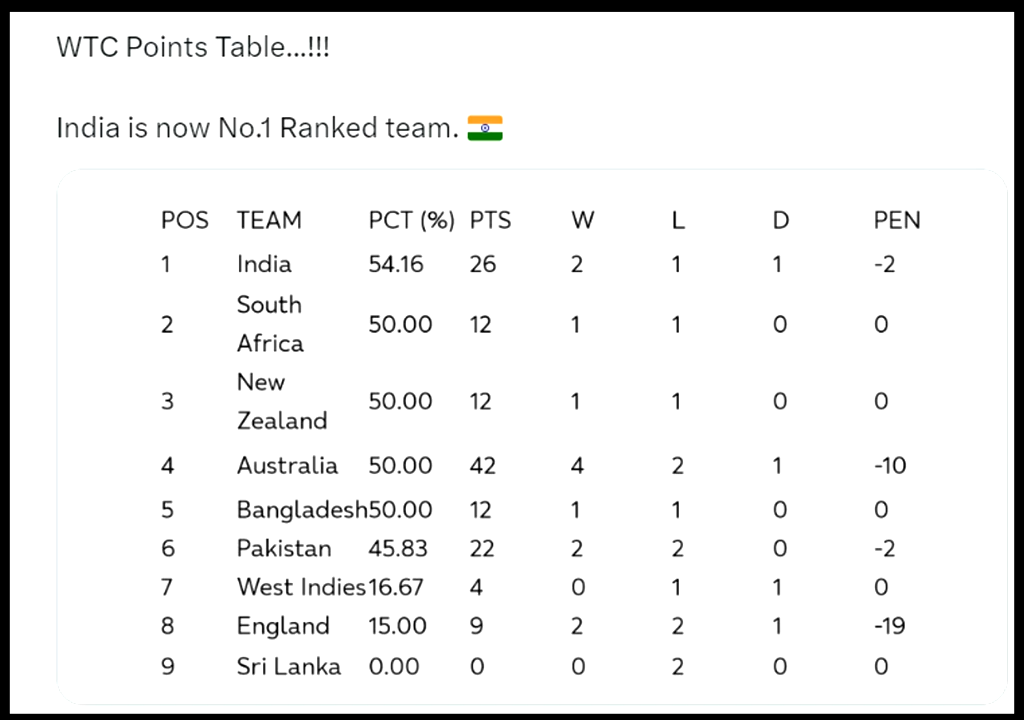 WTC Points Table...!!!
India is now No.1 Ranked team. 🇮🇳
POS TEAM PCT (%) PTS W L D PEN
1 India 54.16 26 2 1 1 -2
2 South Africa 50.00 12 1 1 0 0
3 New Zealand 50.00 12 1 1 0 0
4 Australia 50.00 42 4 2 1 -10
5 Bangladesh 50.00 12 1 1 0 0
6 Pakistan 45.83 22 2 2 0 -2
7 West Indies 16.67 4 0 1 1 0
8 England 15.00 9 2 2 1 -19
9 Sri Lanka 0.00 0 0 2 0 0